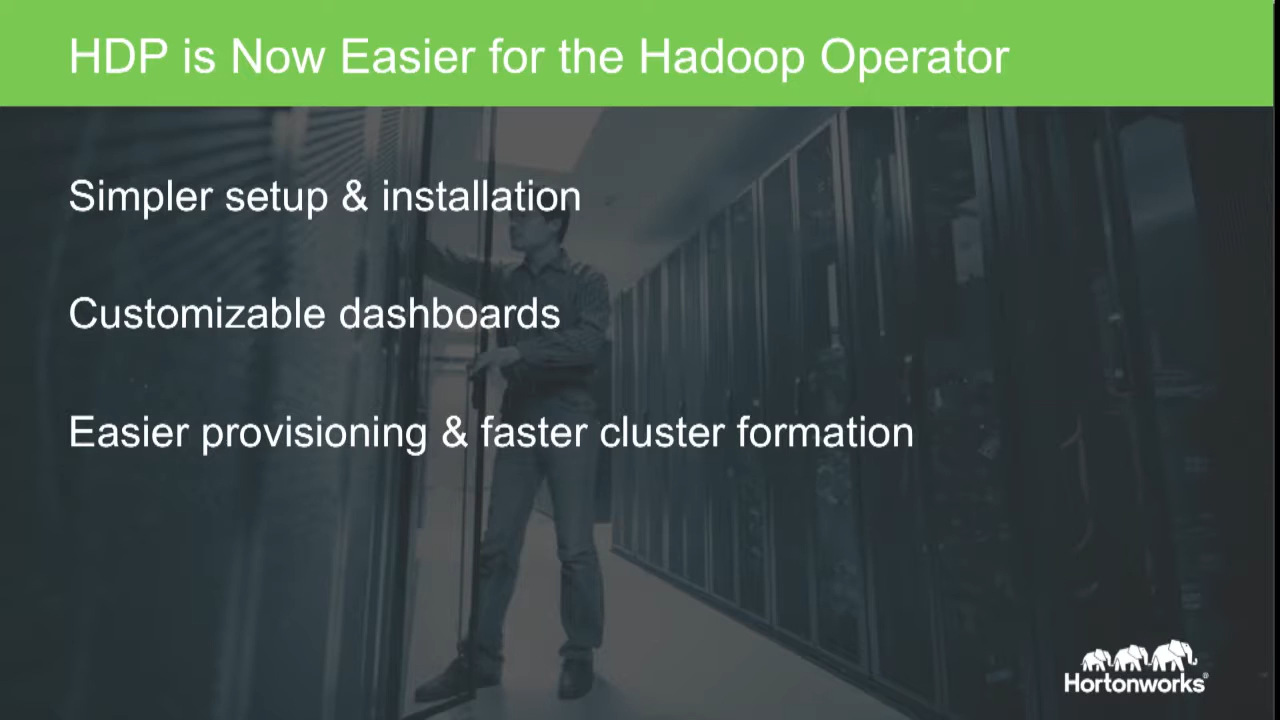 HDP is Now Easier for the Hadoop Operator
Simpler setup & installation
Customizable dashboards
Easier provisioning & faster cluster formation
Hortonworks®